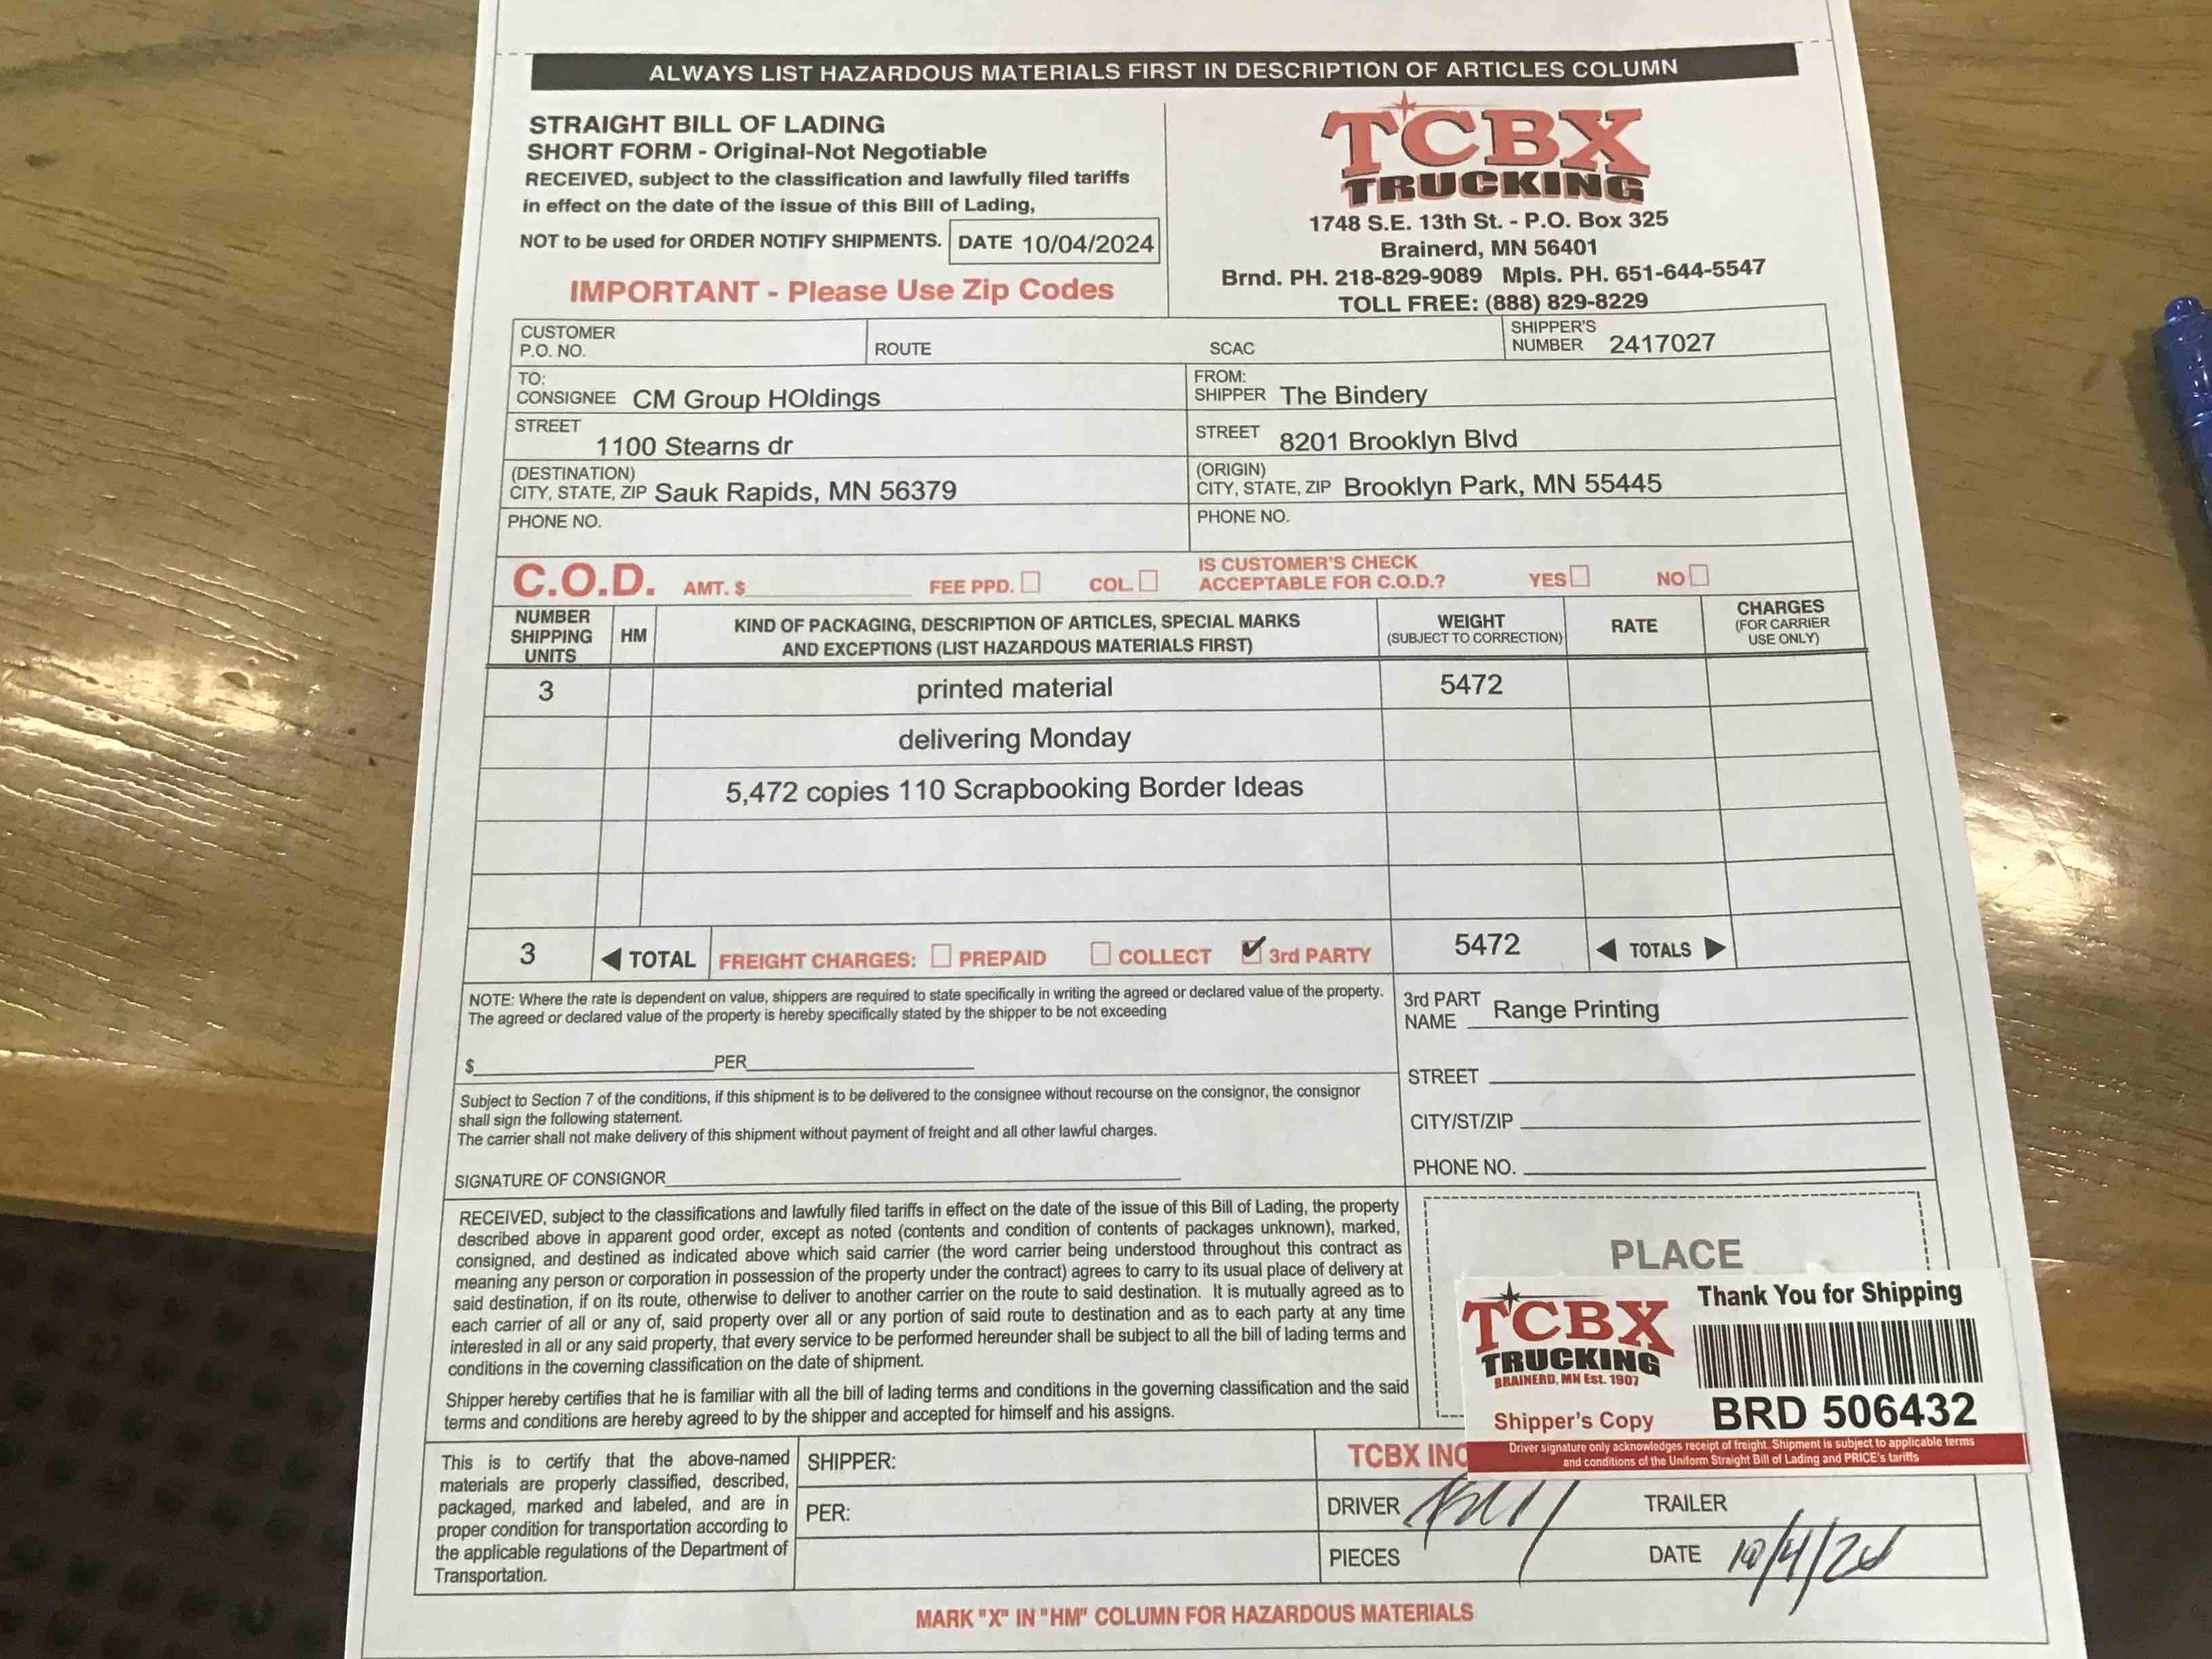 ALWAYS LIST HAZARDOUS MATERIALS FIRST IN DESCRIPTION OF ARTICLES COLUMN
STRAIGHT BILL OF LADING
SHORT FORM - Original-Not Negotiable
RECEIVED, subject to the classification and lawfully filed tariffs
in effect on the date of the issue of this Bill of Lading,
NOT to be used for ORDER NOTIFY SHIPMENTS. DATE 10/04/2024
IMPORTANT - Please Use Zip Codes
TCBX
TRUCKING
1748 S.E. 13th St. - P.O. Box 325
Brainerd, MN 56401
Brnd. PH. 218-829-9089 Mpls. PH. 651-644-5547
TOLL FREE: (888) 829-8229
CUSTOMER
P.O. NO.
ROUTE
SCAC
SHIPPER'S
NUMBER 2417027
TO:
CONSIGNEE CM Group HOldings
FROM:
SHIPPER The Bindery
STREET
1100 Stearns dr
STREET 8201 Brooklyn Blvd
(DESTINATION)
CITY, STATE, ZIP Sauk Rapids, MN 56379
(ORIGIN)
CITY, STATE, ZIP Brooklyn Park, MN 55445
PHONE NO.
PHONE NO.
C.O.D. AMT. $ FEE PPD. COL.
IS CUSTOMER'S CHECK
ACCEPTABLE FOR C.O.D.? YES NO
NUMBER
SHIPPING
UNITS
HM
KIND OF PACKAGING, DESCRIPTION OF ARTICLES, SPECIAL MARKS
AND EXCEPTIONS (LIST HAZARDOUS MATERIALS FIRST)
WEIGHT
(SUBJECT TO CORRECTION)
RATE
CHARGES
(FOR CARRIER
USE ONLY)
3 printed material 5472
delivering Monday
5,472 copies 110 Scrapbooking Border Ideas
3 ◀ TOTAL FREIGHT CHARGES: PREPAID COLLECT ✔ 3rd PARTY 5472 ◀ TOTALS ▶
NOTE: Where the rate is dependent on value, shippers are required to state specifically in writing the agreed or declared value of the property.
The agreed or declared value of the property is hereby specifically stated by the shipper to be not exceeding
$ PER
3rd PART
NAME Range Printing
STREET
CITY/ST/ZIP
PHONE NO.
Subject to Section 7 of the conditions, if this shipment is to be delivered to the consignee without recourse on the consignor, the consignor
shall sign the following statement.
The carrier shall not make delivery of this shipment without payment of freight and all other lawful charges.
SIGNATURE OF CONSIGNOR
RECEIVED, subject to the classifications and lawfully filed tariffs in effect on the date of the issue of this Bill of Lading, the property
described above in apparent good order, except as noted (contents and condition of contents of packages unknown), marked,
consigned, and destined as indicated above which said carrier (the word carrier being understood throughout this contract as
meaning any person or corporation in possession of the property under the contract) agrees to carry to its usual place of delivery at
said destination, if on its route, otherwise to deliver to another carrier on the route to said destination. It is mutually agreed as to
each carrier of all or any of, said property over all or any portion of said route to destination and as to each party at any time
interested in all or any said property, that every service to be performed hereunder shall be subject to all the bill of lading terms and
conditions in the coverning classification on the date of shipment.
Shipper hereby certifies that he is familiar with all the bill of lading terms and conditions in the governing classification and the said
terms and conditions are hereby agreed to by the shipper and accepted for himself and his assigns.
PLACE
TCBX
TRUCKING
BRAINERD, MN Est. 1907
Shipper's Copy
Thank You for Shipping
BRD 506432
Driver signature only acknowledges receipt of freight. Shipment is subject to applicable terms
and conditions of the Uniform Straight Bill of Lading and PRICE's tariffs
This is to certify that the above-named
materials are properly classified, described,
packaged, marked and labeled, and are in
proper condition for transportation according to
the applicable regulations of the Department of
Transportation.
SHIPPER:
PER:
TCBX INC
DRIVER
TRAILER
PIECES
DATE 10/4/24
MARK "X" IN "HM" COLUMN FOR HAZARDOUS MATERIALS